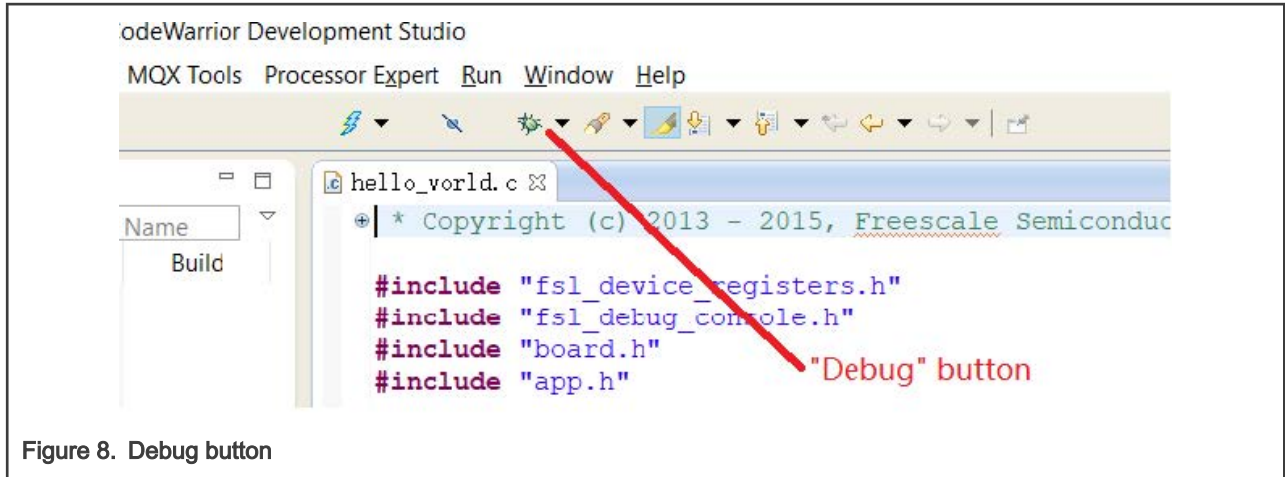 odeWarrior Development Studio
MQX Tools Processor Expert Run Window Help
hello_vorld.c
* Copyright (c) 2013 - 2015, Freescale Semiconduc
Name
Build
#include "fsl_device_registers.h"
#include "fsl_debug_console.h"
#include "board.h"
#include "app.h"
"Debug" button
Figure 8. Debug button